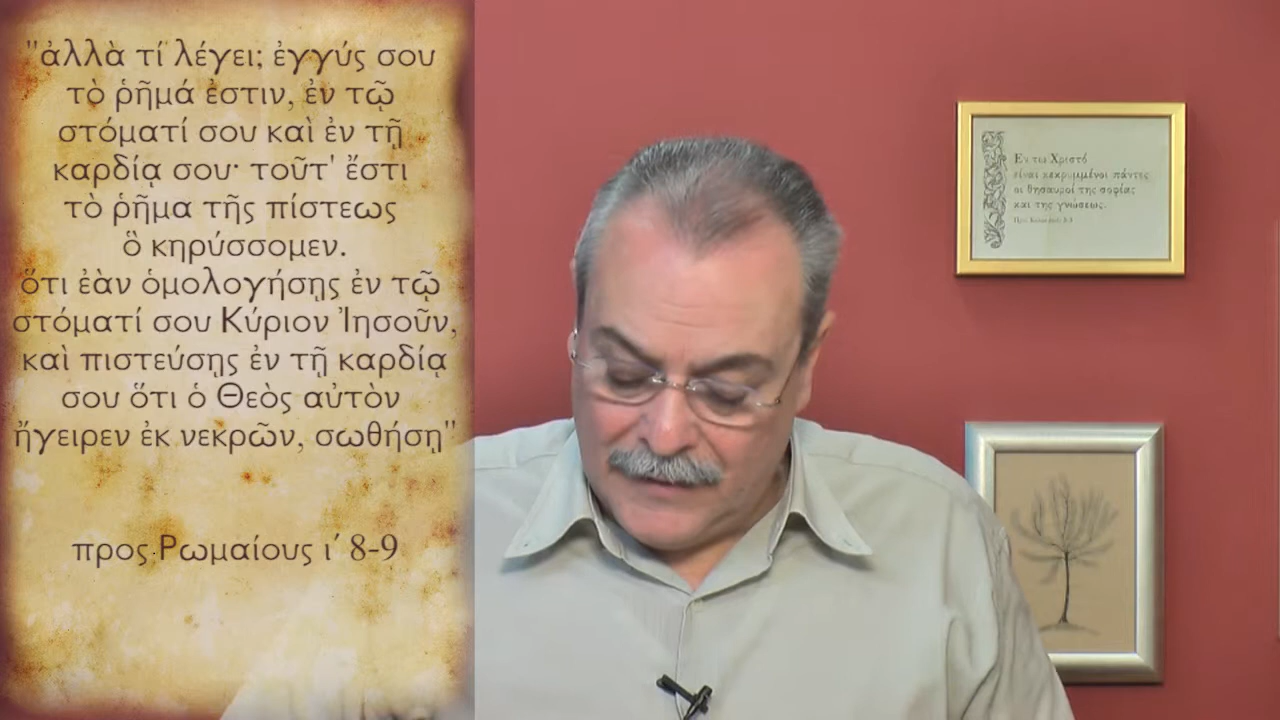 "ἀλλὰ τί λέγει; ἐγγύς σου
τὸ ῥῆμά ἐστιν, ἐν τῷ
στόματί σου καὶ ἐν τῇ
καρδίᾳ σου· τοῦτ' ἔστι
τὸ ῥῆμα τῆς πίστεως
ὃ κηρύσσομεν.
ὅτι ἐὰν ὁμολογήσῃς ἐν τῷ
στόματί σου Κύριον Ἰησοῦν,
καὶ πιστεύσῃς ἐν τῇ καρδίᾳ
σου ὅτι ὁ Θεὸς αὐτὸν
ἤγειρεν ἐκ νεκρῶν, σωθήσῃ"
προς Ρωμαίους ι΄ 8-9
Εν τω Χριστό
είναι κεκρυμμένοι πάντες
οι θησαυροί της σοφίας
και της γνώσεως.